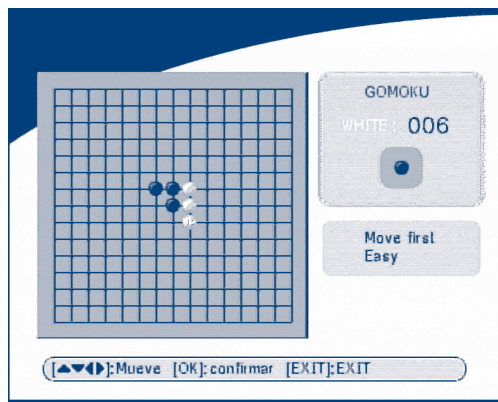 GOMOKU
WHITE: 006
Move first
Easy
[▲▼◀▶]:Mueve [OK]:confirmar [EXIT]:EXIT